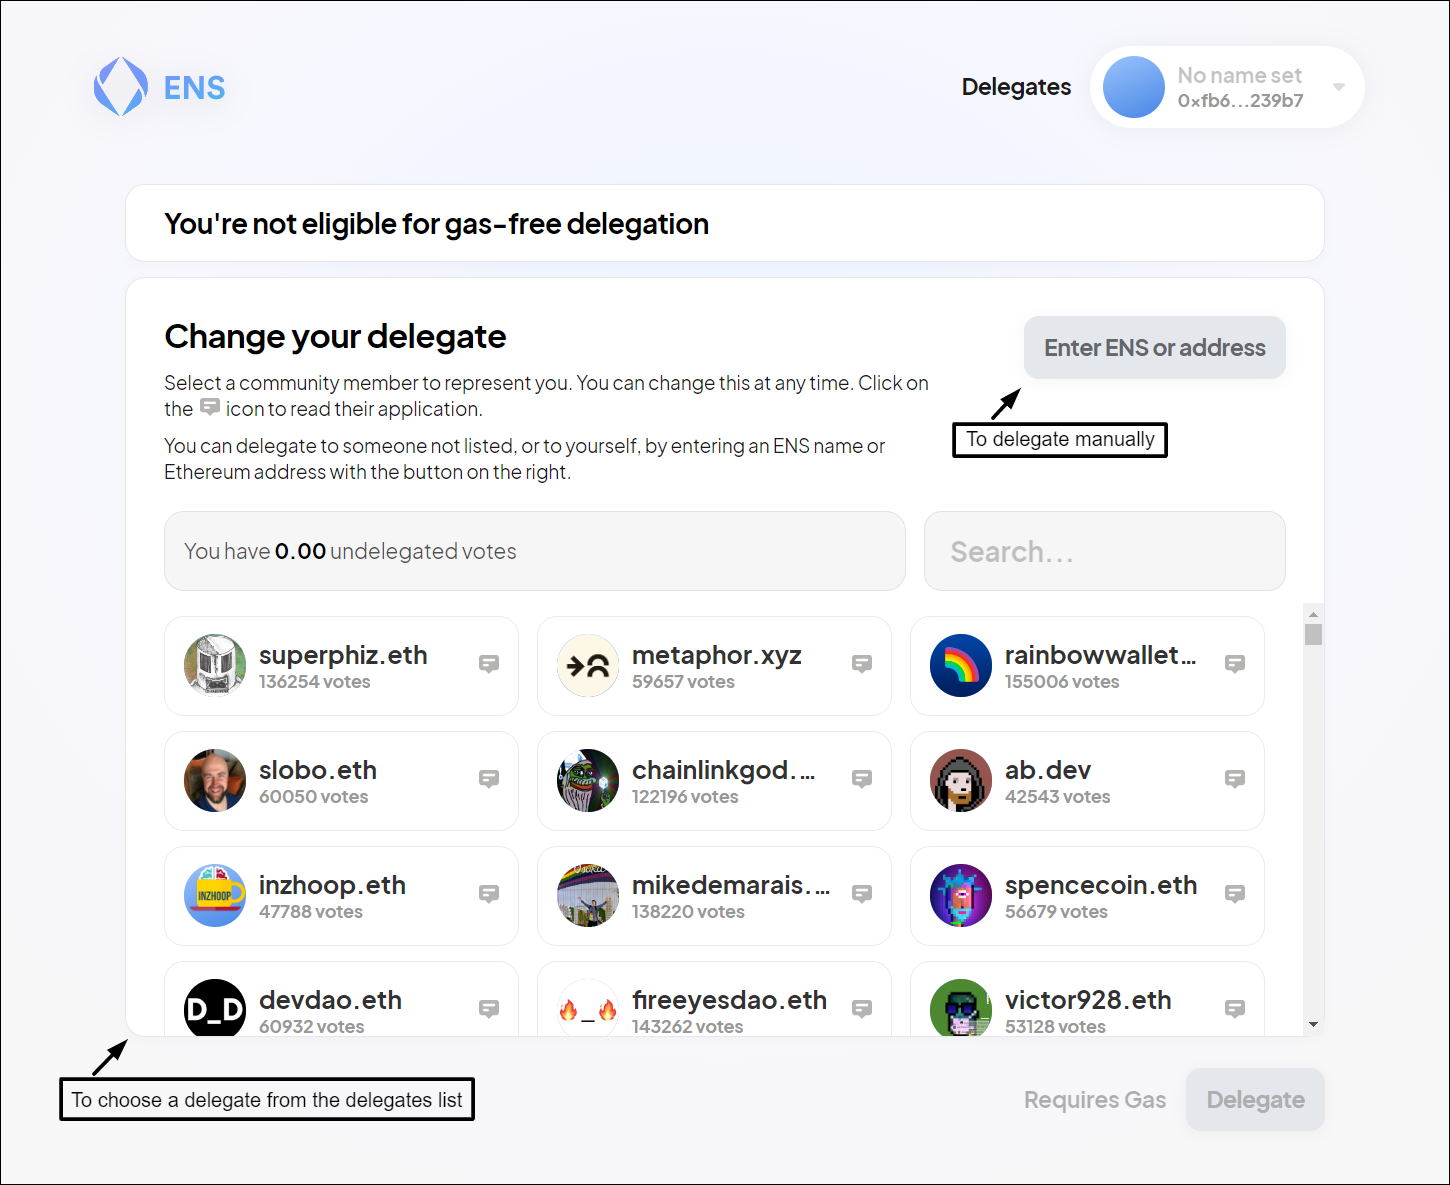 ENS
Delegates
No name set
0xfb6...239b7
You're not eligible for gas-free delegation
Change your delegate
Enter ENS or address
Select a community member to represent you. You can change this at any time. Click on
the icon to read their application.
To delegate manually
You can delegate to someone not listed, or to yourself, by entering an ENS name or
Ethereum address with the button on the right.
You have 0.00 undelegated votes
Search...
superphiz.eth
136254 votes
metaphor.xyz
59657 votes
rainbowwallet...
155006 votes
slobo.eth
60050 votes
chainlinkgod....
122196 votes
ab.dev
42543 votes
INZHOOP
inzhoop.eth
47788 votes
Osaka
mikedemarais....
138220 votes
spencecoin.eth
56679 votes
D_D
devdao.eth
60932 votes
fireeyesdao.eth
143262 votes
victor928.eth
53128 votes
To choose a delegate from the delegates list
Requires Gas
Delegate